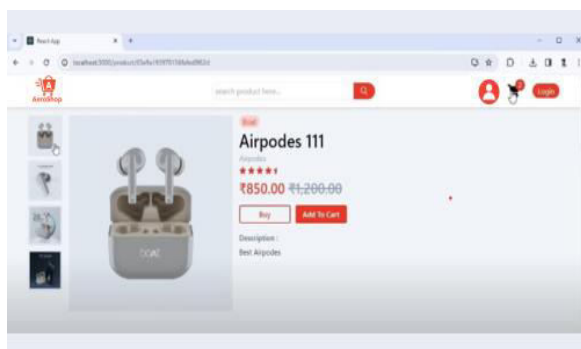 React App
AeroShop
search product here...
Login
Boat
Airpodes 111
Airpodes
₹850.00 ₹1,200.00
Buy
Add To Cart
Description :
Best Airpodes